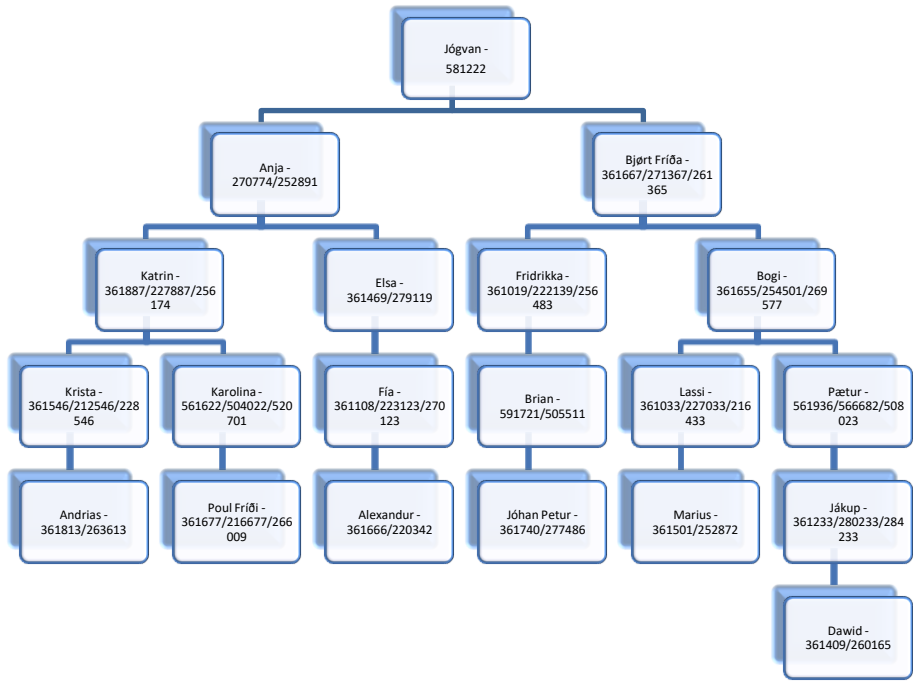 Jógvan -
581222
Anja -
270774/252891
Bjørt Fríða -
361667/271367/261
365
Katrin -
361887/227887/256
174
Elsa -
361469/279119
Fridrikka -
361019/222139/256
483
Bogi -
361655/254501/269
577
Krista -
361546/212546/228
546
Karolina -
561622/504022/520
701
Fía -
361108/223123/270
123
Brian -
591721/505511
Lassi -
361033/227033/216
433
Pætur -
561936/566682/508
023
Andrias -
361813/263613
Poul Fríði -
361677/216677/266
009
Alexandur -
361666/220342
Jóhan Petur -
361740/277486
Marius -
361501/252872
Jákup -
361233/280233/284
233
Dawid -
361409/260165